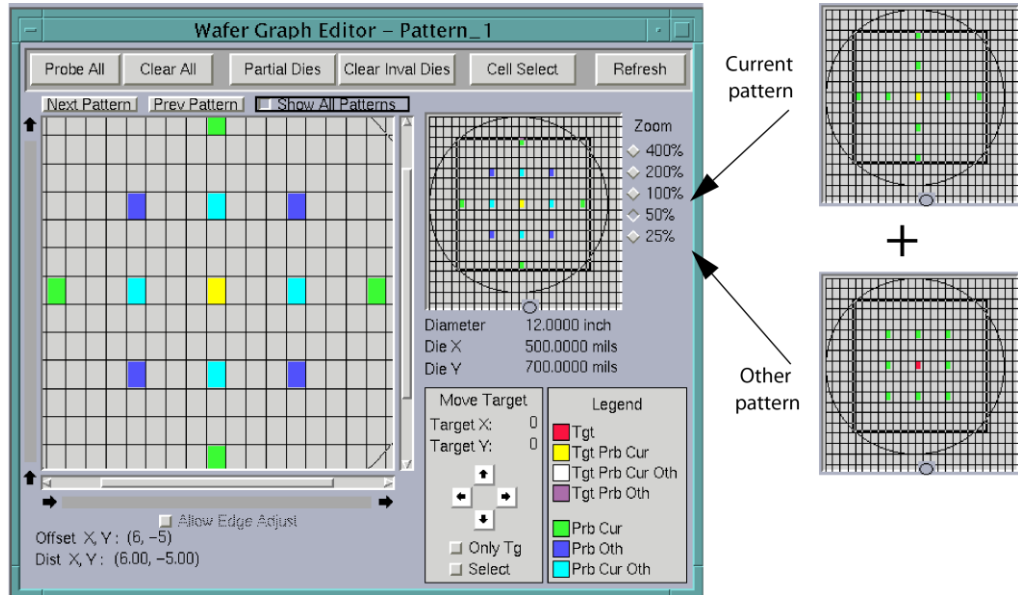 Wafer Graph Editor – Pattern_1
Probe All
Clear All
Partial Dies
Clear Inval Dies
Cell Select
Refresh
Next Pattern
Prev Pattern
Show All Patterns
Zoom
400%
200%
100%
50%
25%
Diameter 12.0000 inch
Die X 500.0000 mils
Die Y 700.0000 mils
Move Target
Target X: 0
Target Y: 0
Only Tg
Select
Legend
Tgt
Tgt Prb Cur
Tgt Prb Cur Oth
Tgt Prb Oth
Prb Cur
Prb Oth
Prb Cur Oth
Allow Edge Adjust
Offset X, Y : (6, –5)
Dist X, Y : (6.00, –5.00)
Current
pattern
+
Other
pattern